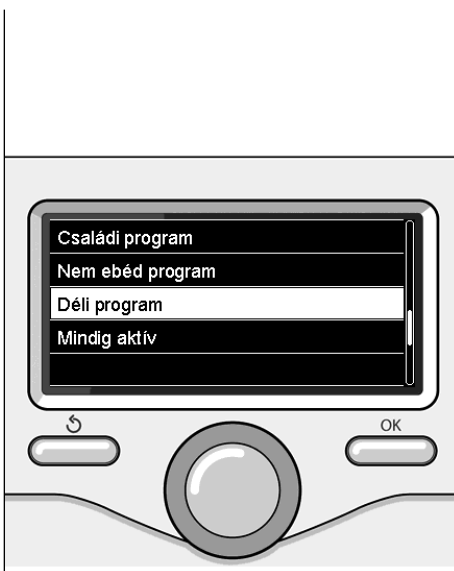 Családi program
Nem ebéd program
Déli program
Mindig aktív
OK